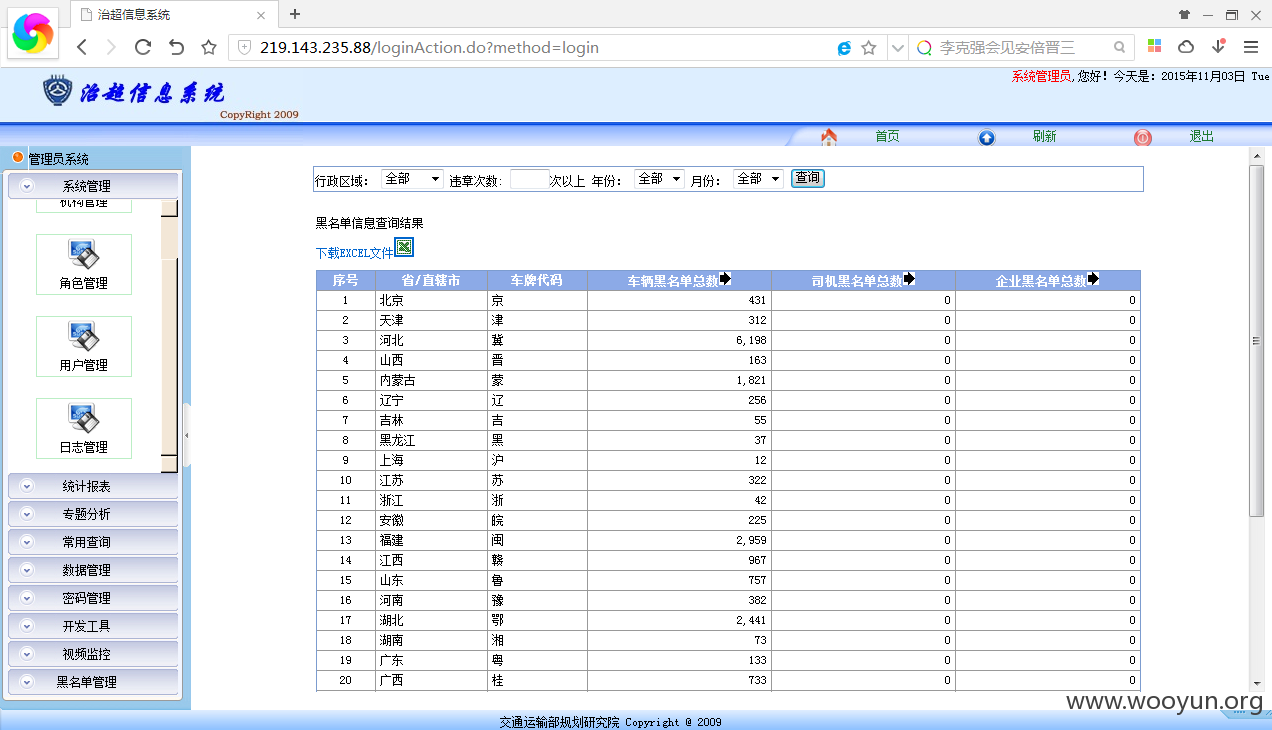 治超信息系统
219.143.235.88/loginAction.do?method=login
李克强会见安倍晋三
治超信息系统
CopyRight 2009
系统管理员,您好！今天是：2015年11月03日 Tue
首页 刷新 退出
管理员系统
系统管理
机构管理
角色管理
用户管理
日志管理
统计报表
专题分析
常用查询
数据管理
密码管理
开发工具
视频监控
黑名单管理
行政区域： 全部 违章次数: 次以上 年份: 全部 月份: 全部 查询
黑名单信息查询结果
下载EXCEL文件
序号 省/直辖市 车牌代码 车辆黑名单总数 司机黑名单总数 企业黑名单总数
1 北京 京 431 0 0
2 天津 津 312 0 0
3 河北 冀 6,198 0 0
4 山西 晋 163 0 0
5 内蒙古 蒙 1,821 0 0
6 辽宁 辽 256 0 0
7 吉林 吉 55 0 0
8 黑龙江 黑 37 0 0
9 上海 沪 12 0 0
10 江苏 苏 322 0 0
11 浙江 浙 42 0 0
12 安徽 皖 225 0 0
13 福建 闽 2,959 0 0
14 江西 赣 967 0 0
15 山东 鲁 757 0 0
16 河南 豫 382 0 0
17 湖北 鄂 2,441 0 0
18 湖南 湘 73 0 0
19 广东 粤 133 0 0
20 广西 桂 733 0 0
www.wooyun.org
交通运输部规划研究院 Copyright @ 2009